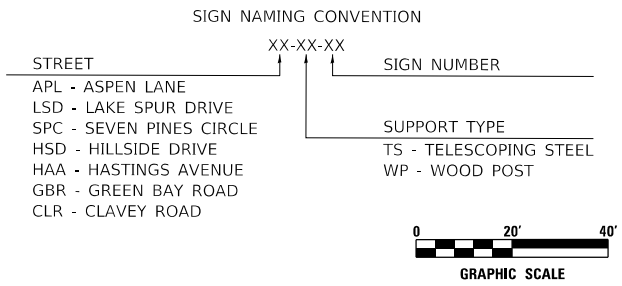 SIGN NAMING CONVENTION
XX-XX-XX
STREET
APL - ASPEN LANE
LSD - LAKE SPUR DRIVE
SPC - SEVEN PINES CIRCLE
HSD - HILLSIDE DRIVE
HAA - HASTINGS AVENUE
GBR - GREEN BAY ROAD
CLR - CLAVEY ROAD
SIGN NUMBER
SUPPORT TYPE
TS - TELESCOPING STEEL
WP - WOOD POST
0 20' 40'
GRAPHIC SCALE